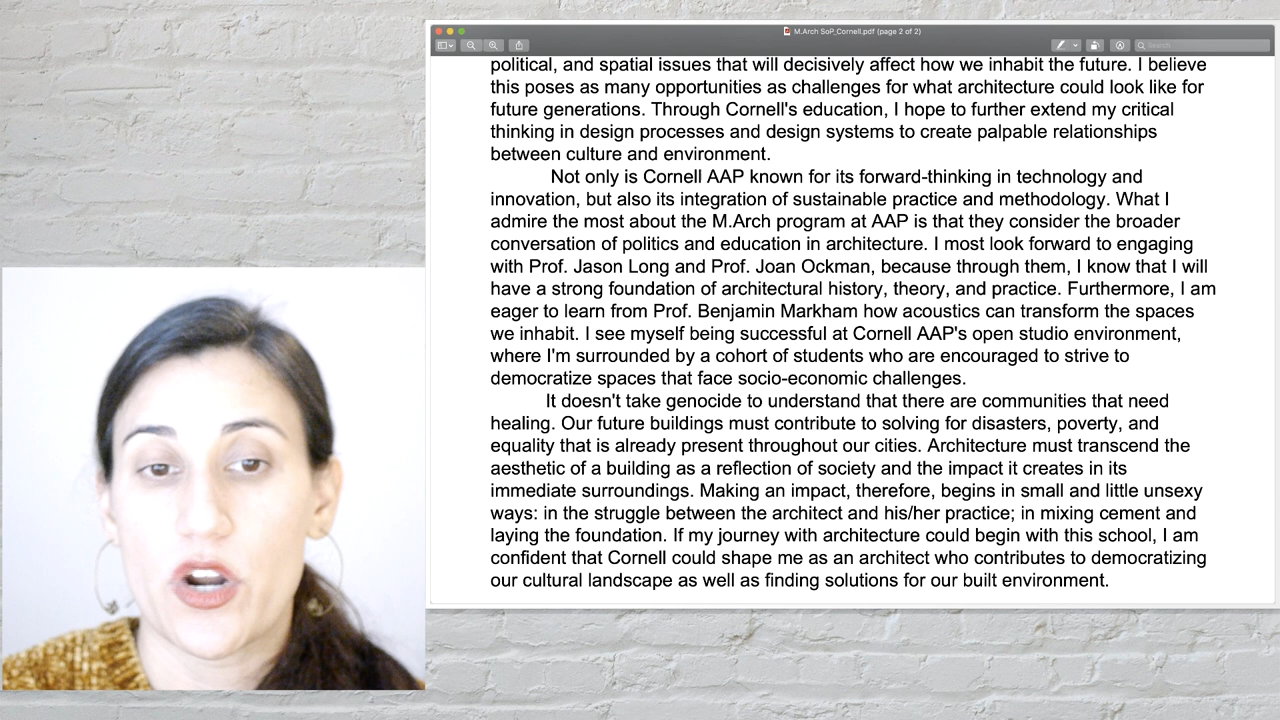 M.Arch SoP_Cornell.pdf (page 2 of 2)
Search
political, and spatial issues that will decisively affect how we inhabit the future. I believe
this poses as many opportunities as challenges for what architecture could look like for
future generations. Through Cornell's education, I hope to further extend my critical
thinking in design processes and design systems to create palpable relationships
between culture and environment.
Not only is Cornell AAP known for its forward-thinking in technology and
innovation, but also its integration of sustainable practice and methodology. What I
admire the most about the M.Arch program at AAP is that they consider the broader
conversation of politics and education in architecture. I most look forward to engaging
with Prof. Jason Long and Prof. Joan Ockman, because through them, I know that I will
have a strong foundation of architectural history, theory, and practice. Furthermore, I am
eager to learn from Prof. Benjamin Markham how acoustics can transform the spaces
we inhabit. I see myself being successful at Cornell AAP's open studio environment,
where I'm surrounded by a cohort of students who are encouraged to strive to
democratize spaces that face socio-economic challenges.
It doesn't take genocide to understand that there are communities that need
healing. Our future buildings must contribute to solving for disasters, poverty, and
equality that is already present throughout our cities. Architecture must transcend the
aesthetic of a building as a reflection of society and the impact it creates in its
immediate surroundings. Making an impact, therefore, begins in small and little unsexy
ways: in the struggle between the architect and his/her practice; in mixing cement and
laying the foundation. If my journey with architecture could begin with this school, I am
confident that Cornell could shape me as an architect who contributes to democratizing
our cultural landscape as well as finding solutions for our built environment.